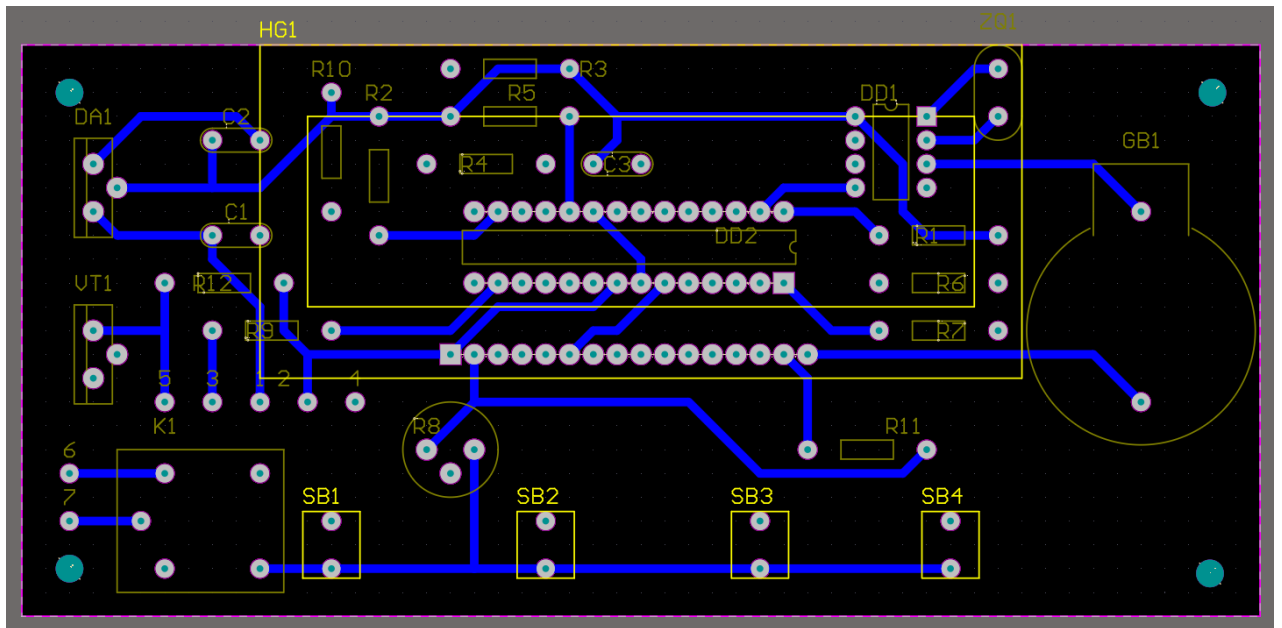 HG1
ZQ1
R10
R3
R2
R5
DD1
DA1
C2
GB1
R4
C3
C1
DD2
R1
VT1
R12
R6
R9
R7
5 3 1 2 4
K1
R8
R11
6
7
SB1
SB2
SB3
SB4